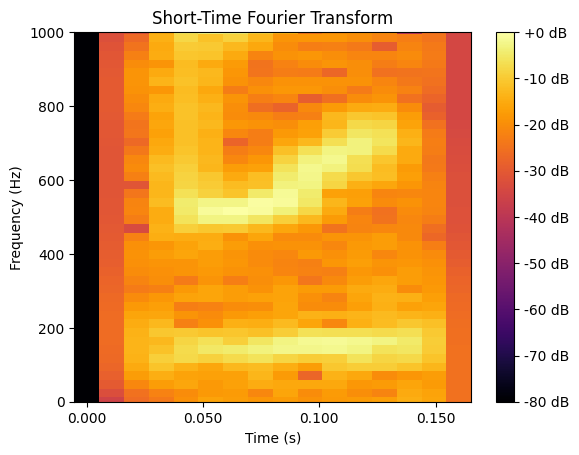 Short-Time Fourier Transform
1000
800
600
400
200
0
Frequency (Hz)
0.000
0.050
0.100
0.150
Time (s)
+0 dB
-10 dB
-20 dB
-30 dB
-40 dB
-50 dB
-60 dB
-70 dB
-80 dB